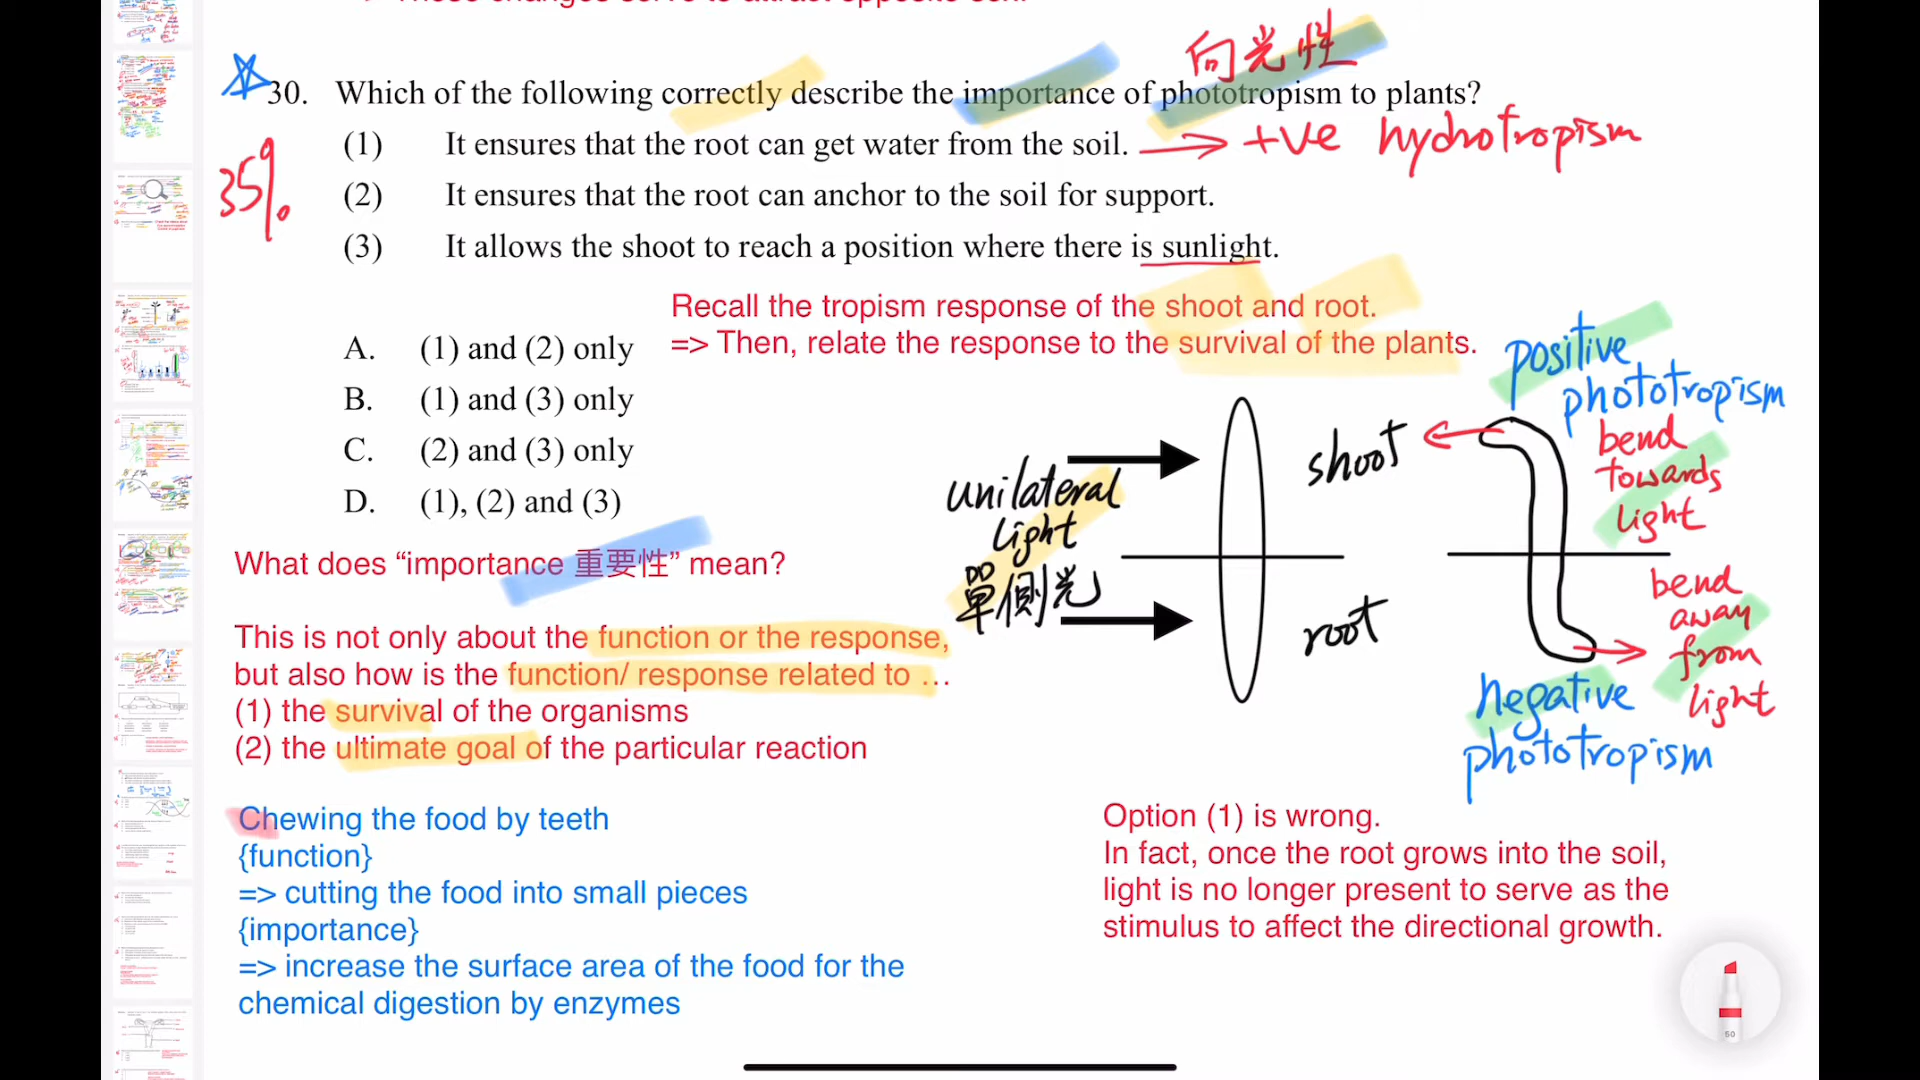 向光性
30. Which of the following correctly describe the importance of phototropism to plants?
(1) It ensures that the root can get water from the soil. → +ve hydrotropism
35%
(2) It ensures that the root can anchor to the soil for support.
(3) It allows the shoot to reach a position where there is sunlight.
Recall the tropism response of the shoot and root.
=> Then, relate the response to the survival of the plants.
A. (1) and (2) only
B. (1) and (3) only
C. (2) and (3) only
D. (1), (2) and (3)
positive
phototropism
bend
towards
light
shoot
unilateral
light
單側光
root
bend
away
from
light
negative
phototropism
What does “importance 重要性” mean?
This is not only about the function or the response,
but also how is the function/ response related to …
(1) the survival of the organisms
(2) the ultimate goal of the particular reaction
Chewing the food by teeth
{function}
=> cutting the food into small pieces
{importance}
=> increase the surface area of the food for the
chemical digestion by enzymes
Option (1) is wrong.
In fact, once the root grows into the soil,
light is no longer present to serve as the
stimulus to affect the directional growth.
50